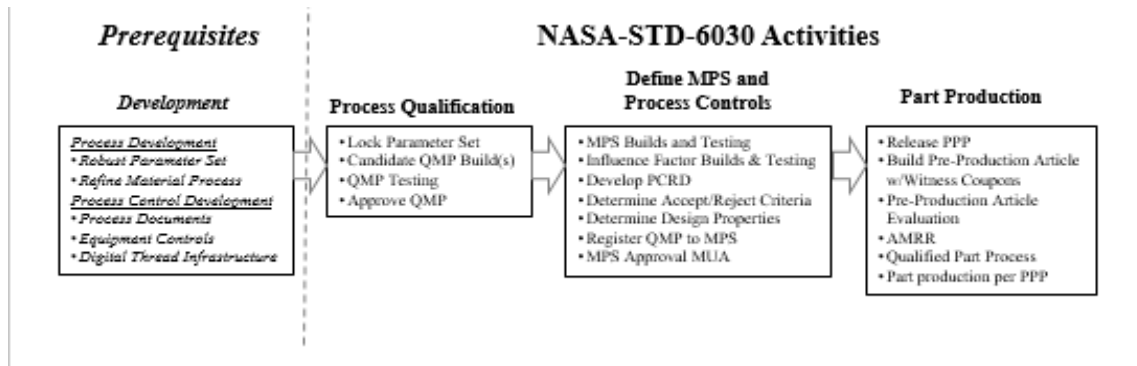 Prerequisites
NASA-STD-6030 Activities
Development
Process Development
• Robust Parameter Set
• Refine Material Process
Process Control Development
• Process Documents
• Equipment Controls
• Digital Thread Infrastructure
Process Qualification
• Lock Parameter Set
• Candidate QMP Build(s)
• QMP Testing
• Approve QMP
Define MPS and
Process Controls
• MPS Builds and Testing
• Influence Factor Builds & Testing
• Develop PCRD
• Determine Accept/Reject Criteria
• Determine Design Properties
• Register QMP to MPS
• MPS Approval MUA
Part Production
• Release PPP
• Build Pre-Production Article
w/Witness Coupons
• Pre-Production Article
Evaluation
• AMRR
• Qualified Part Process
• Part production per PPP